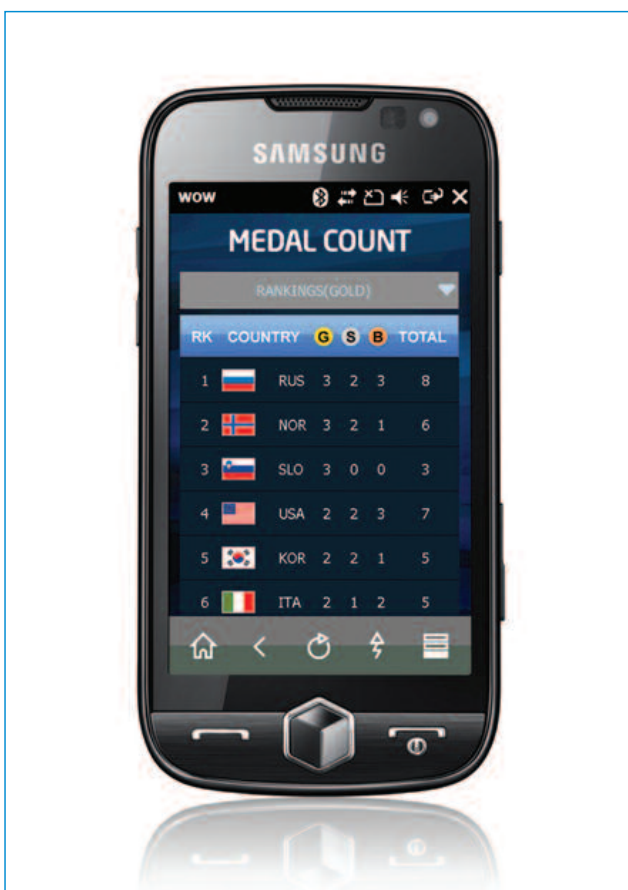 SAMSUNG
WOW
MEDAL COUNT
RANKINGS(GOLD)
RK COUNTRY G S B TOTAL
1 RUS 3 2 3 8
2 NOR 3 2 1 6
3 SLO 3 0 0 3
4 USA 2 2 3 7
5 KOR 2 2 1 5
6 ITA 2 1 2 5